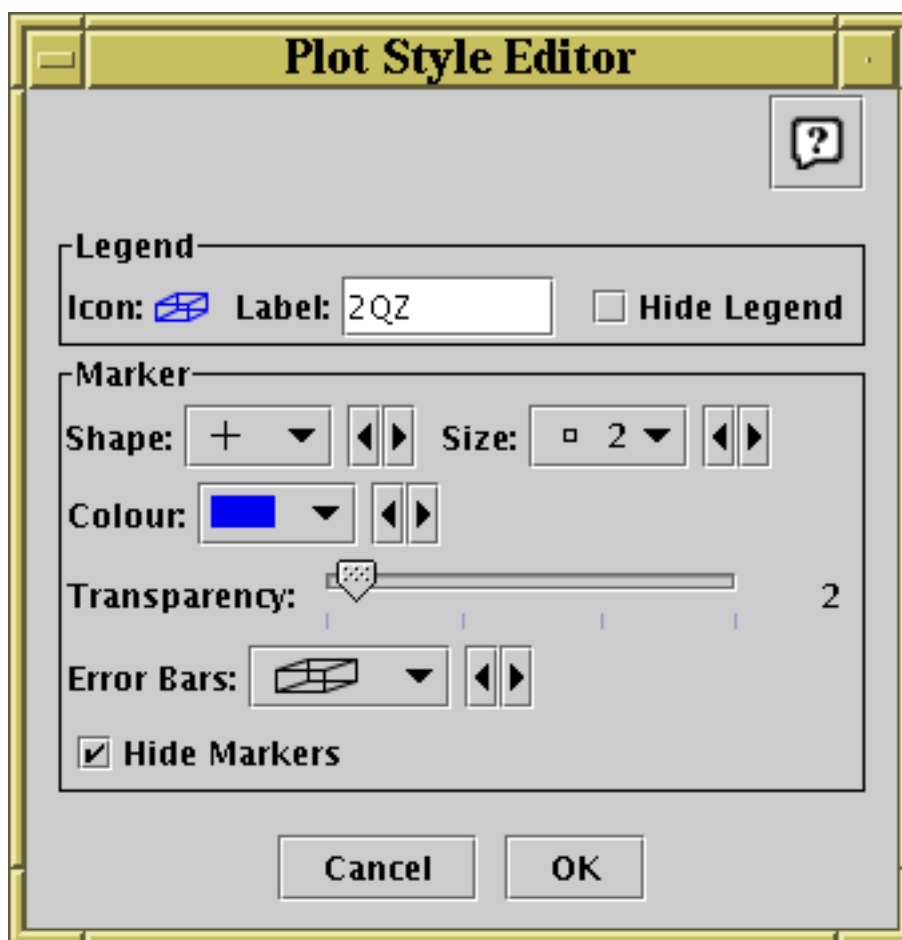 Plot Style Editor
?
Legend
Icon: Label: 2QZ Hide Legend
Marker
Shape: Size: 2
Colour:
Transparency: 2
Error Bars:
Hide Markers
Cancel OK